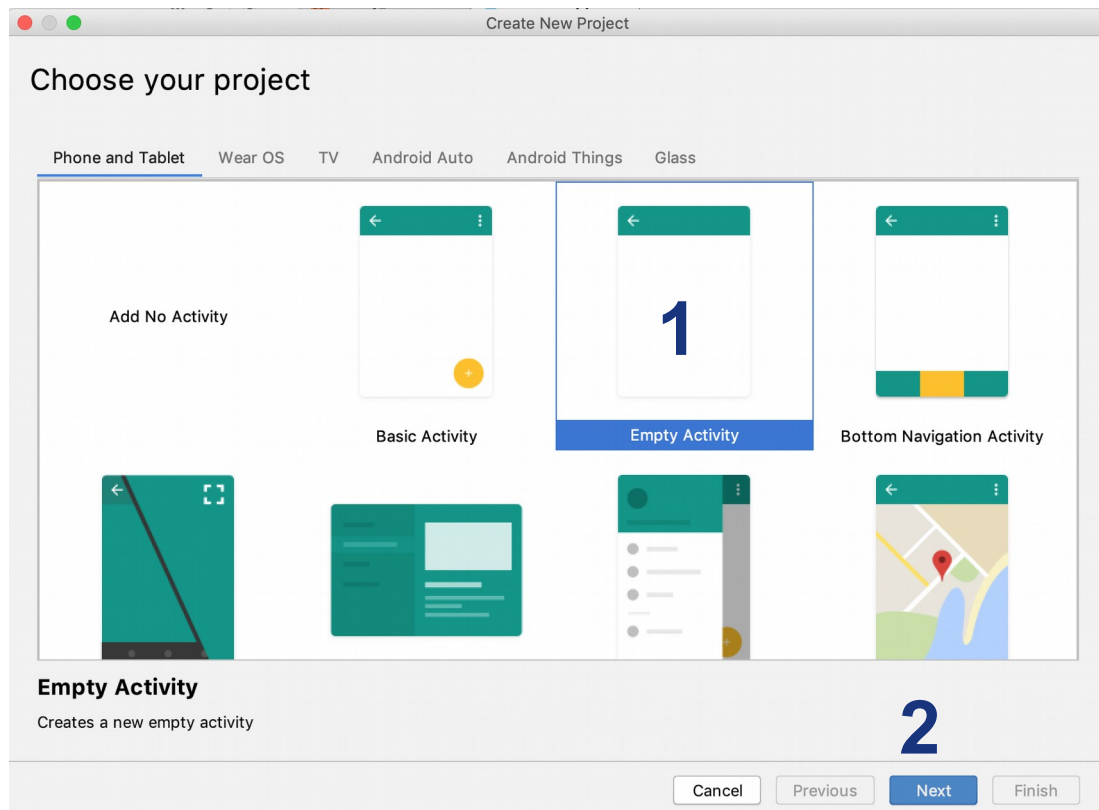 Create New Project
Choose your project
Phone and Tablet Wear OS TV Android Auto Android Things Glass
1
Add No Activity
Basic Activity Empty Activity Bottom Navigation Activity
Empty Activity
Creates a new empty activity
2
Cancel Previous Next Finish